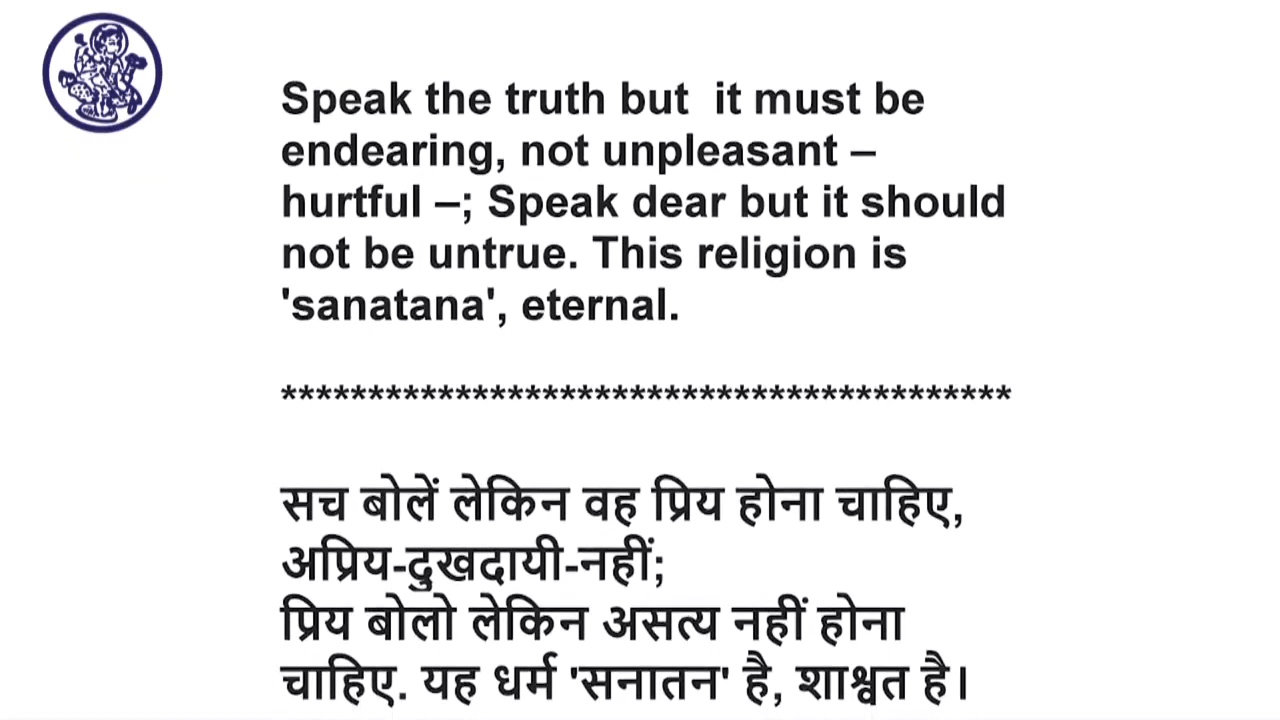 Speak the truth but  it must be
endearing, not unpleasant –
hurtful –; Speak dear but it should
not be untrue. This religion is
'sanatana', eternal.
******************************************
सच बोलें लेकिन वह प्रिय होना चाहिए,
अप्रिय-दुखदायी-नहीं;
प्रिय बोलो लेकिन असत्य नहीं होना
चाहिए. यह धर्म 'सनातन' है, शाश्वत है।